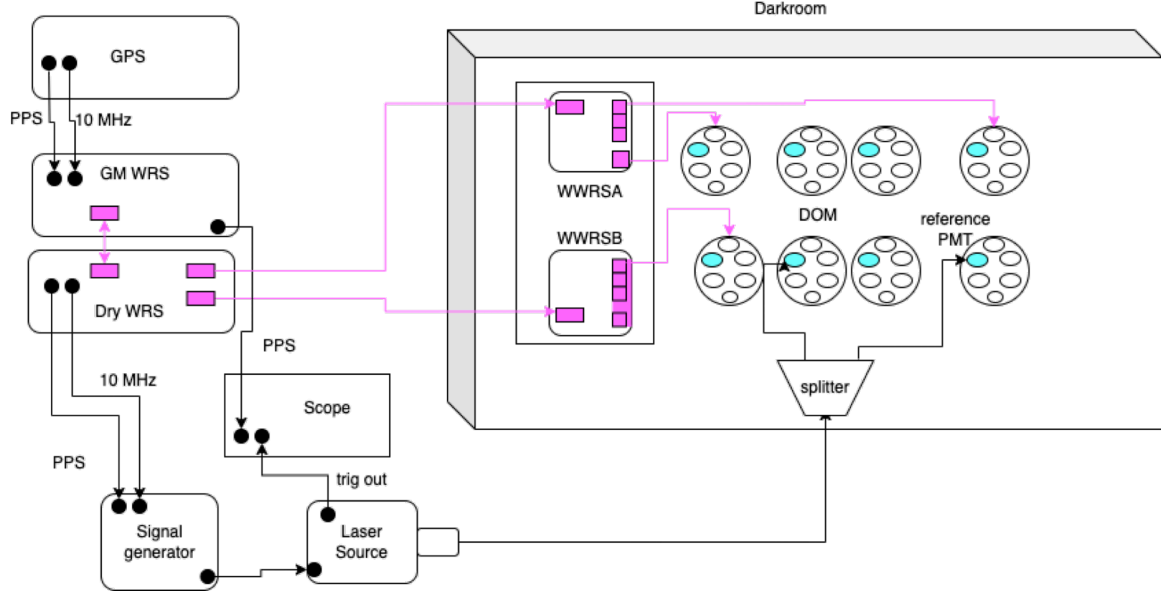 Darkroom
GPS
PPS
10 MHz
GM WRS
WWRSA
DOM
reference
PMT
WWRSB
Dry WRS
PPS
10 MHz
splitter
Scope
PPS
trig out
Signal
generator
Laser
Source